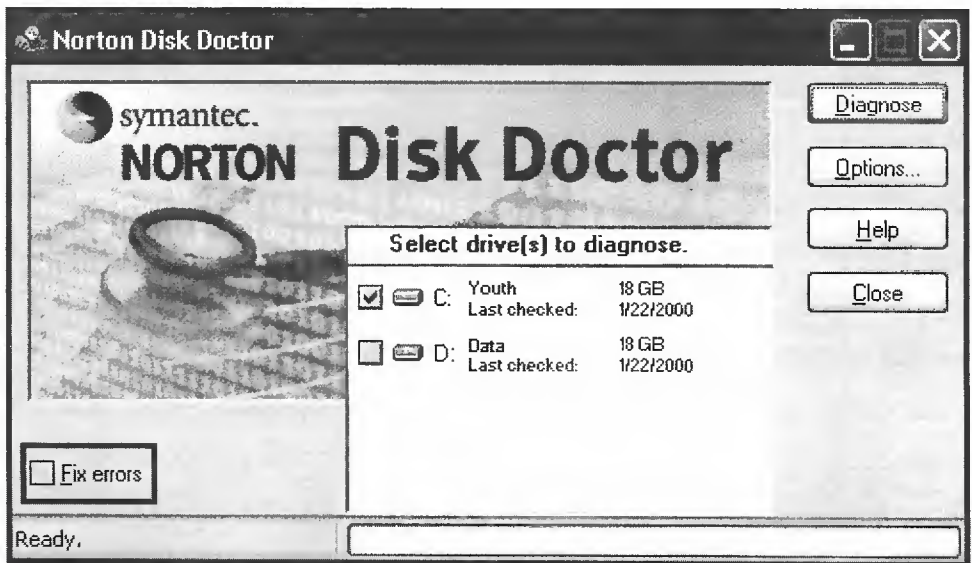 Norton Disk Doctor
symantec.
NORTON Disk Doctor
Diagnose
Options...
Help
Close
Select drive(s) to diagnose.
C: Youth 18 GB
Last checked: 1/22/2000
D: Data 18 GB
Last checked: 1/22/2000
Fix errors
Ready.